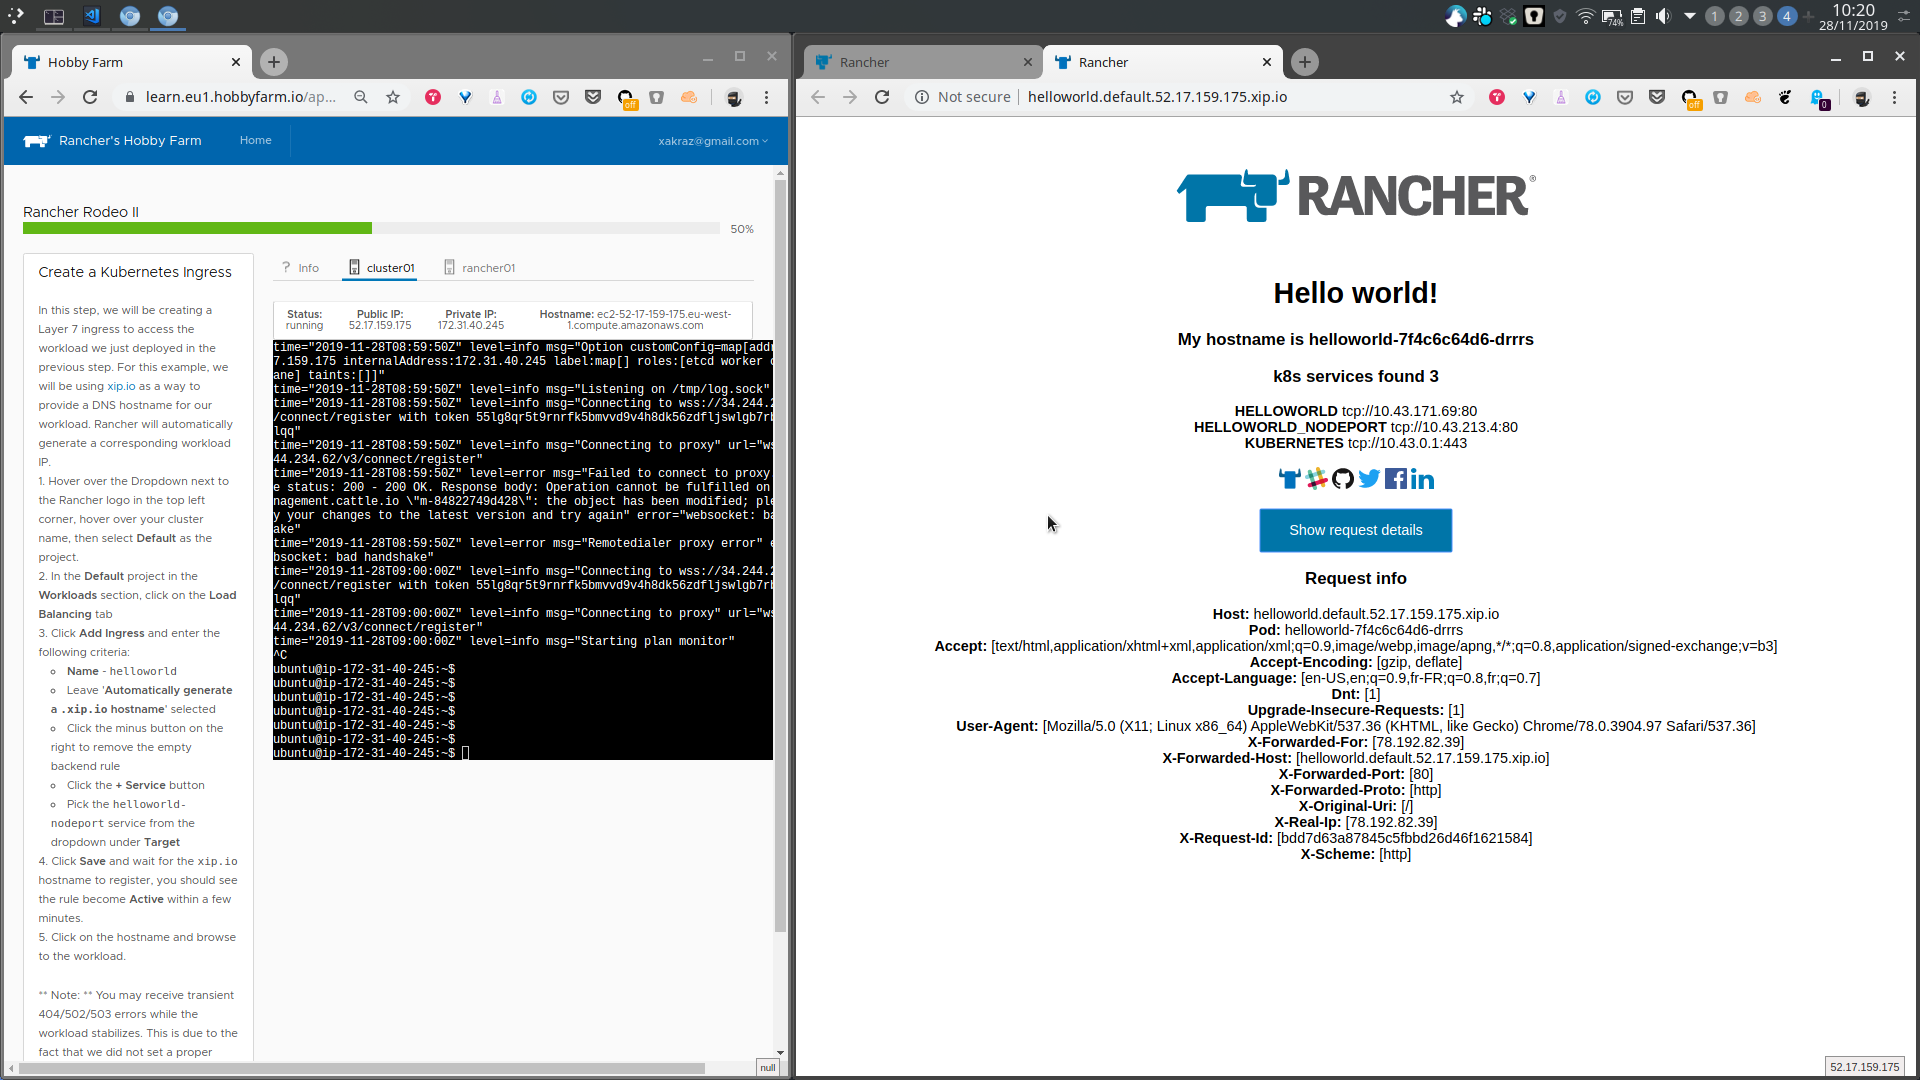 74%
1
2
3
4
10:20
28/11/2019
Hobby Farm
learn.eu1.hobbyfarm.io/ap...
off
Rancher's Hobby Farm
Home
xakraz@gmail.com
Rancher Rodeo II
50%
Create a Kubernetes Ingress
In this step, we will be creating a
Layer 7 ingress to access the
workload we just deployed in the
previous step. For this example, we
will be using xip.io as a way to
provide a DNS hostname for our
workload. Rancher will automatically
generate a corresponding workload
IP.
1. Hover over the Dropdown next to
the Rancher logo in the top left
corner, hover over your cluster
name, then select Default as the
project.
2. In the Default project in the
Workloads section, click on the Load
Balancing tab
3. Click Add Ingress and enter the
following criteria:
Name - helloworld
Leave 'Automatically generate
a .xip.io hostname' selected
Click the minus button on the
right to remove the empty
backend rule
Click the + Service button
Pick the helloworld-
nodeport service from the
dropdown under Target
4. Click Save and wait for the xip.io
hostname to register, you should see
the rule become Active within a few
minutes.
5. Click on the hostname and browse
to the workload.
** Note: ** You may receive transient
404/502/503 errors while the
workload stabilizes. This is due to the
fact that we did not set a proper
? Info
cluster01
rancher01
Status:
running
Public IP:
52.17.159.175
Private IP:
172.31.40.245
Hostname: ec2-52-17-159-175.eu-west-
1.compute.amazonaws.com
time="2019-11-28T08:59:50Z" level=info msg="Option customConfig=map[addr
7.159.175 internalAddress:172.31.40.245 label:map[] roles:[etcd worker c
ane] taints:[]]"
time="2019-11-28T08:59:50Z" level=info msg="Listening on /tmp/log.sock"
time="2019-11-28T08:59:50Z" level=info msg="Connecting to wss://34.244.2
/connect/register with token 55lg8qr5t9rnrfk5bmvvd9v4h8dk56zdfljswlgb7rb
lqq"
time="2019-11-28T08:59:50Z" level=info msg="Connecting to proxy" url="ws
44.234.62/v3/connect/register"
time="2019-11-28T08:59:50Z" level=error msg="Failed to connect to proxy
e status: 200 - 200 OK. Response body: Operation cannot be fulfilled on
nagement.cattle.io \"m-84822749d428\": the object has been modified; ple
y your changes to the latest version and try again" error="websocket: ba
ake"
time="2019-11-28T08:59:50Z" level=error msg="Remotedialer proxy error" e
bsocket: bad handshake"
time="2019-11-28T09:00:00Z" level=info msg="Connecting to wss://34.244.2
/connect/register with token 55lg8qr5t9rnrfk5bmvvd9v4h8dk56zdfljswlgb7rb
lqq"
time="2019-11-28T09:00:00Z" level=info msg="Connecting to proxy" url="ws
44.234.62/v3/connect/register"
time="2019-11-28T09:00:00Z" level=info msg="Starting plan monitor"
^C
ubuntu@ip-172-31-40-245:~$
ubuntu@ip-172-31-40-245:~$
ubuntu@ip-172-31-40-245:~$
ubuntu@ip-172-31-40-245:~$
ubuntu@ip-172-31-40-245:~$
ubuntu@ip-172-31-40-245:~$
ubuntu@ip-172-31-40-245:~$
null
Rancher
Rancher
Not secure
helloworld.default.52.17.159.175.xip.io
off
0
RANCHER®
Hello world!
My hostname is helloworld-7f4c6c64d6-drrrs
k8s services found 3
HELLOWORLD tcp://10.43.171.69:80
HELLOWORLD_NODEPORT tcp://10.43.213.4:80
KUBERNETES tcp://10.43.0.1:443
Show request details
Request info
Host: helloworld.default.52.17.159.175.xip.io
Pod: helloworld-7f4c6c64d6-drrrs
Accept: [text/html,application/xhtml+xml,application/xml;q=0.9,image/webp,image/apng,*/*;q=0.8,application/signed-exchange;v=b3]
Accept-Encoding: [gzip, deflate]
Accept-Language: [en-US,en;q=0.9,fr-FR;q=0.8,fr;q=0.7]
Dnt: [1]
Upgrade-Insecure-Requests: [1]
User-Agent: [Mozilla/5.0 (X11; Linux x86_64) AppleWebKit/537.36 (KHTML, like Gecko) Chrome/78.0.3904.97 Safari/537.36]
X-Forwarded-For: [78.192.82.39]
X-Forwarded-Host: [helloworld.default.52.17.159.175.xip.io]
X-Forwarded-Port: [80]
X-Forwarded-Proto: [http]
X-Original-Uri: [/]
X-Real-Ip: [78.192.82.39]
X-Request-Id: [bdd7d63a87845c5fbbd26d46f1621584]
X-Scheme: [http]
52.17.159.175